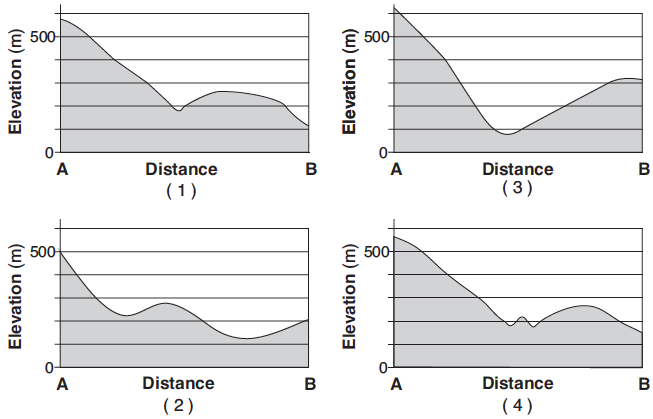 Elevation (m)
500
0
A Distance B
(1)
Elevation (m)
500
0
A Distance B
(3)
Elevation (m)
500
0
A Distance B
(2)
Elevation (m)
500
0
A Distance B
(4)